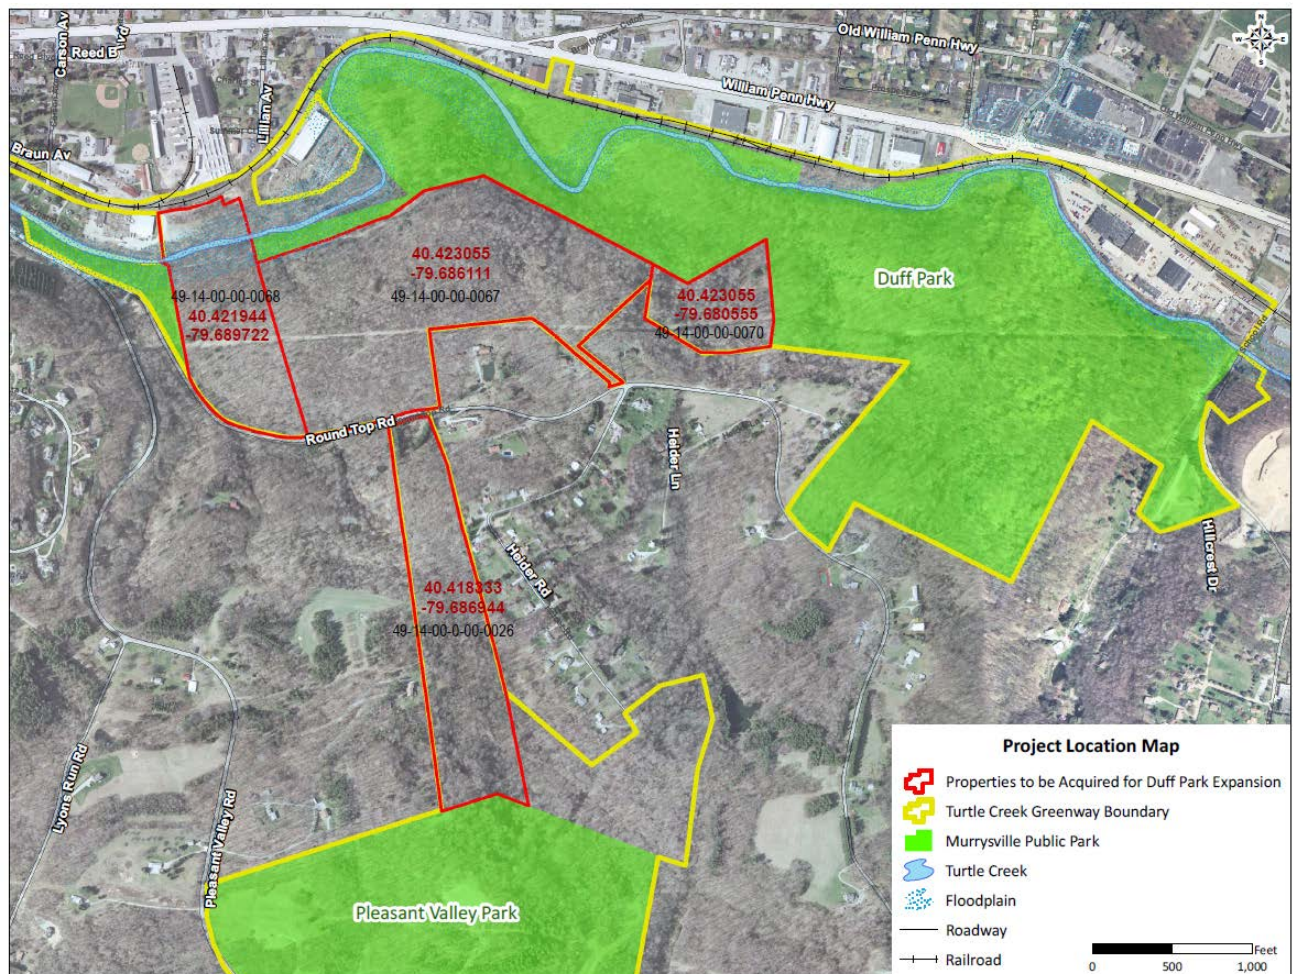 Carson Av
Reed Blvd
Lillian Av
Braun Av
Old William Penn Hwy
William Penn Hwy
N
W E
S
40.423055
-79.686111
49-14-00-00-0067
49-14-00-00-0068
40.421944
-79.689722
40.423055
-79.680555
49-14-00-00-0070
Duff Park
School Rd
Round Top Rd
Heider Ln
Heider Rd
Hillcrest Dr
40.418333
-79.686944
49-14-00-0-00-0026
Lyons Run Rd
Pleasant Valley Rd
Pleasant Valley Park
Project Location Map
Properties to be Acquired for Duff Park Expansion
Turtle Creek Greenway Boundary
Murrysville Public Park
Turtle Creek
Floodplain
Roadway
Railroad
Feet
0 500 1,000